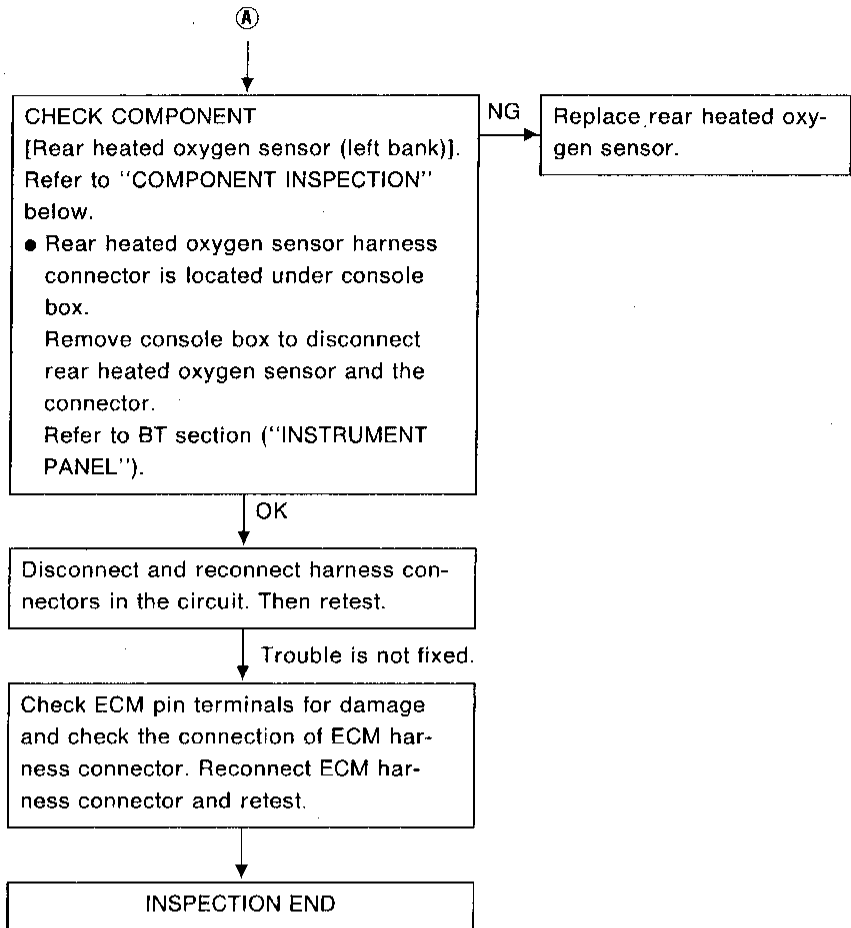 A
CHECK COMPONENT
[Rear heated oxygen sensor (left bank)].
Refer to "COMPONENT INSPECTION"
below.
● Rear heated oxygen sensor harness
connector is located under console
box.
Remove console box to disconnect
rear heated oxygen sensor and the
connector.
Refer to BT section ("INSTRUMENT
PANEL").
NG
Replace rear heated oxy-
gen sensor.
OK
Disconnect and reconnect harness con-
nectors in the circuit. Then retest.
Trouble is not fixed.
Check ECM pin terminals for damage
and check the connection of ECM har-
ness connector. Reconnect ECM har-
ness connector and retest.
INSPECTION END